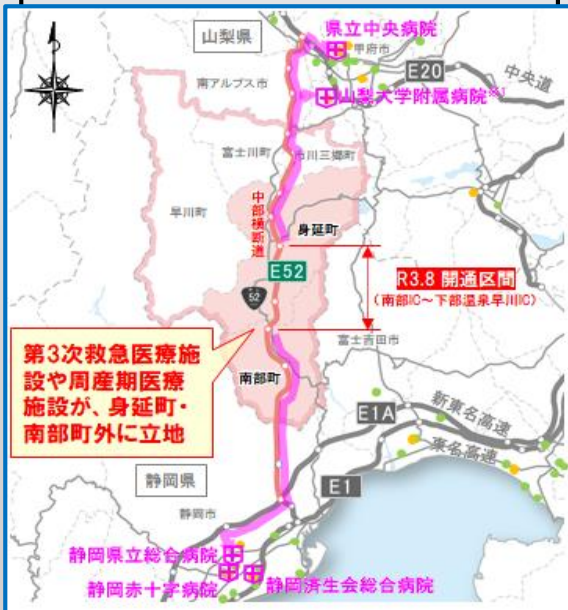 県立中央病院
山梨県
甲府市
E20
中央道
南アルプス市
山梨大学附属病院※1
富士川町
市川三郷町
早川町
中部横断道
身延町
E52
R3.8 開通区間
(南部IC～下部温泉早川IC)
52
富士吉田市
第3次救急医療施
設や周産期医療
施設が、身延町・
南部町外に立地
南部町
E1A
新東名高速
東名高速
静岡県
E1
静岡市
静岡県立総合病院
静岡赤十字病院
静岡済生会総合病院